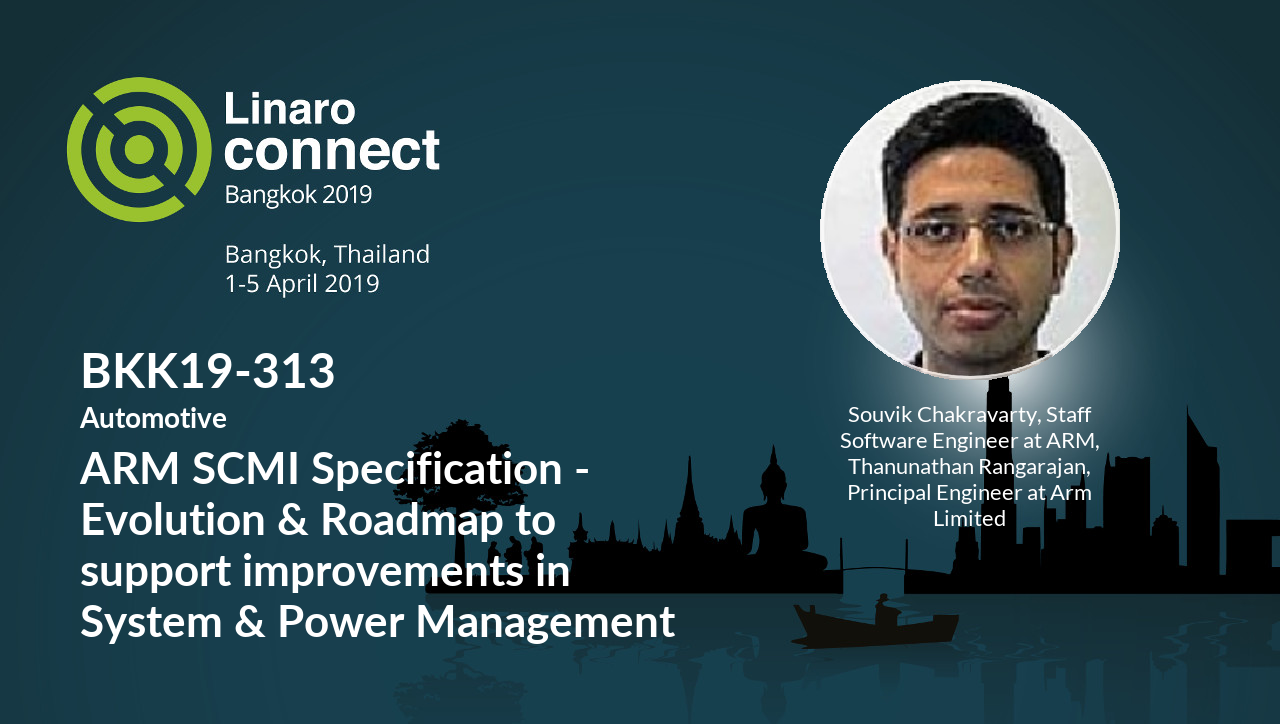 Linaro
connect
Bangkok 2019
Bangkok, Thailand
1-5 April 2019
BKK19-313
Automotive
ARM SCMI Specification -
Evolution & Roadmap to
support improvements in
System & Power Management
Souvik Chakravarty, Staff
Software Engineer at ARM,
Thanunathan Rangarajan,
Principal Engineer at Arm
Limited